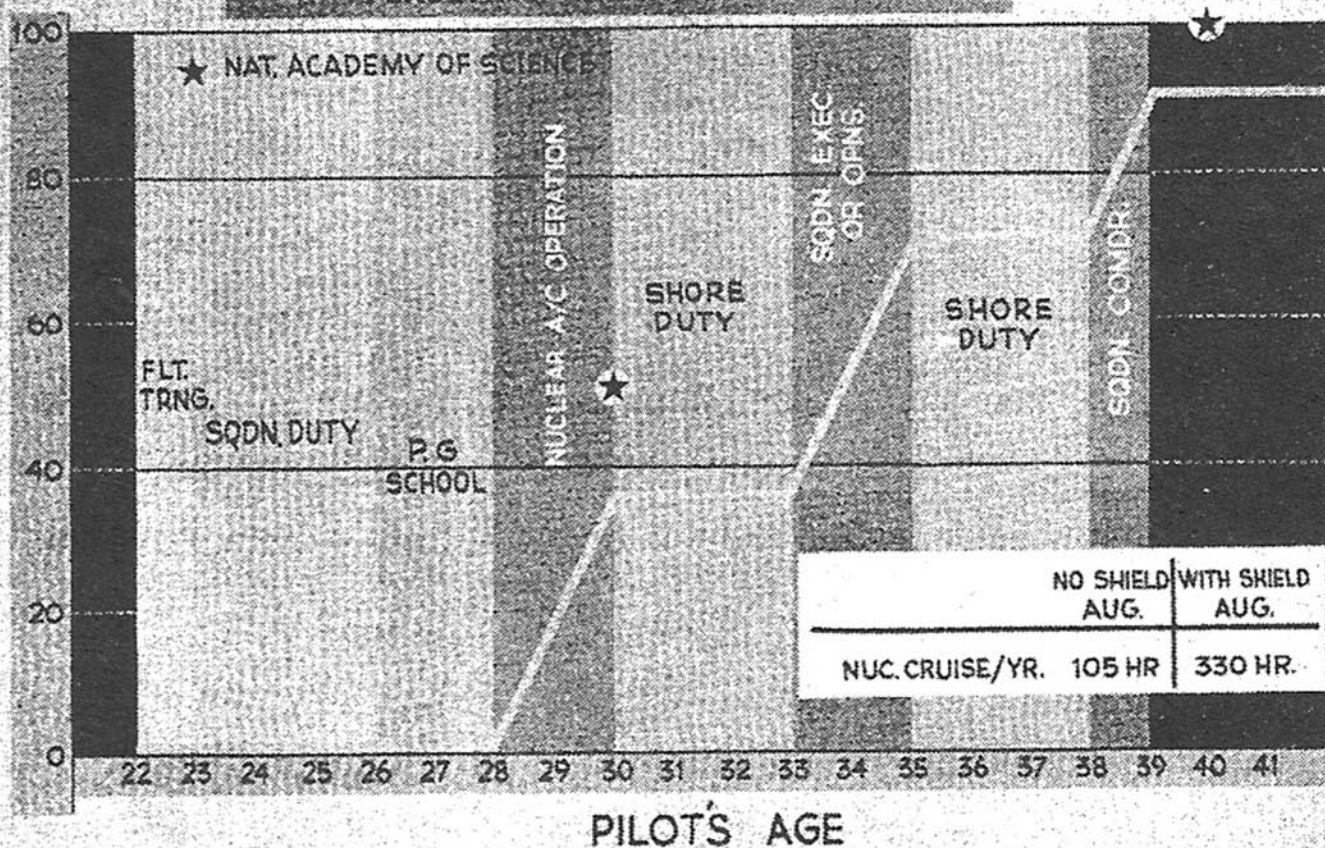 100
80
60
40
20
0
★ NAT. ACADEMY OF SCIENCE
FLT.
TRNG.
SQDN. DUTY
P. G
SCHOOL
NUCLEAR A/C OPERATION
SHORE
DUTY
SQDN EXEC
OR OPNS
SHORE
DUTY
SQDN. COMDR.
NO SHIELD WITH SHIELD
AUG. AUG.
NUC. CRUISE/YR. 105 HR 330 HR.
22 23 24 25 26 27 28 29 30 31 32 33 34 35 36 37 38 39 40 41
PILOT'S AGE